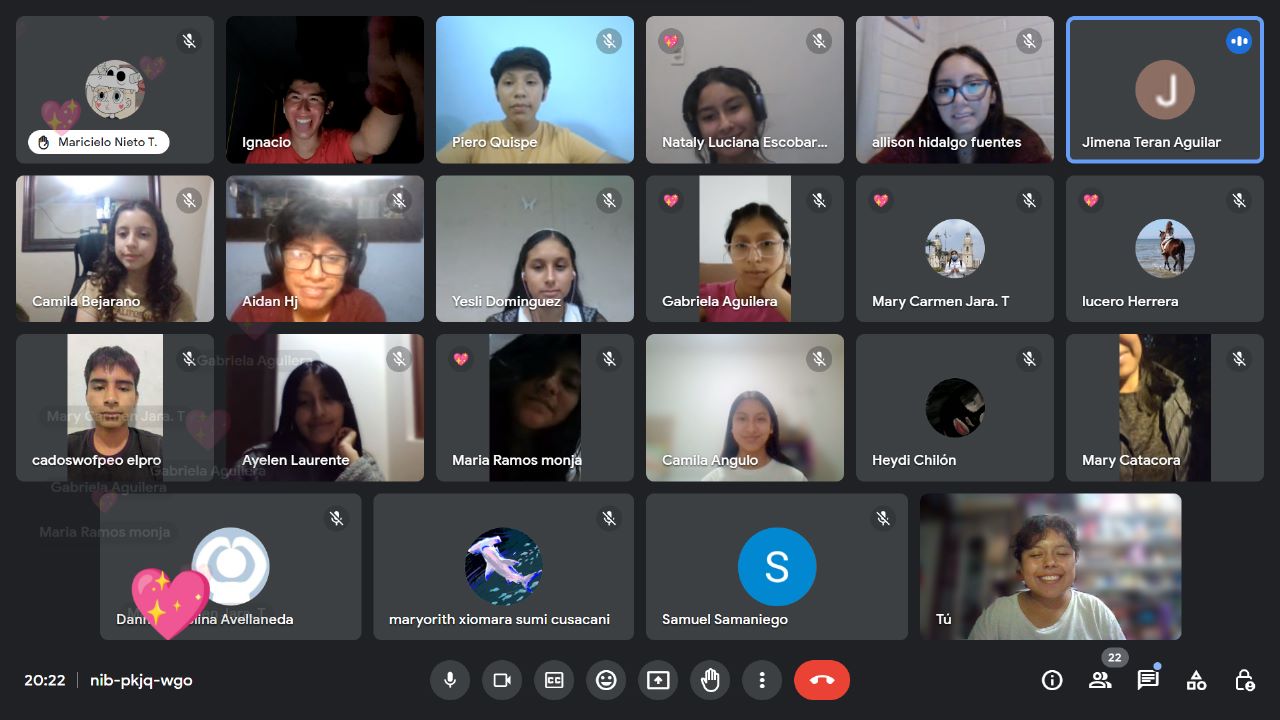 Maricielo Nieto T.
Ignacio
Piero Quispe
Nataly Luciana Escobar...
allison hidalgo fuentes
J
Jimena Teran Aguilar
Camila Bejarano
Aidan Hj
Yesli Dominguez
Gabriela Aguilera
Mary Carmen Jara. T
lucero Herrera
Gabriela Aguilera
Mary Carmen Jara. T
cadoswofpeo elpro
Ayelen Laurente
Maria Ramos monja
Camila Angulo
Heydi Chilón
Mary Catacora
Gabriela Aguilera
Gabriela Aguilera
Maria Ramos monja
Avellaneda
maryorith xiomara sumi cusacani
S
Samuel Samaniego
Tú
20:22
nib-pkjq-wgo
CC
22